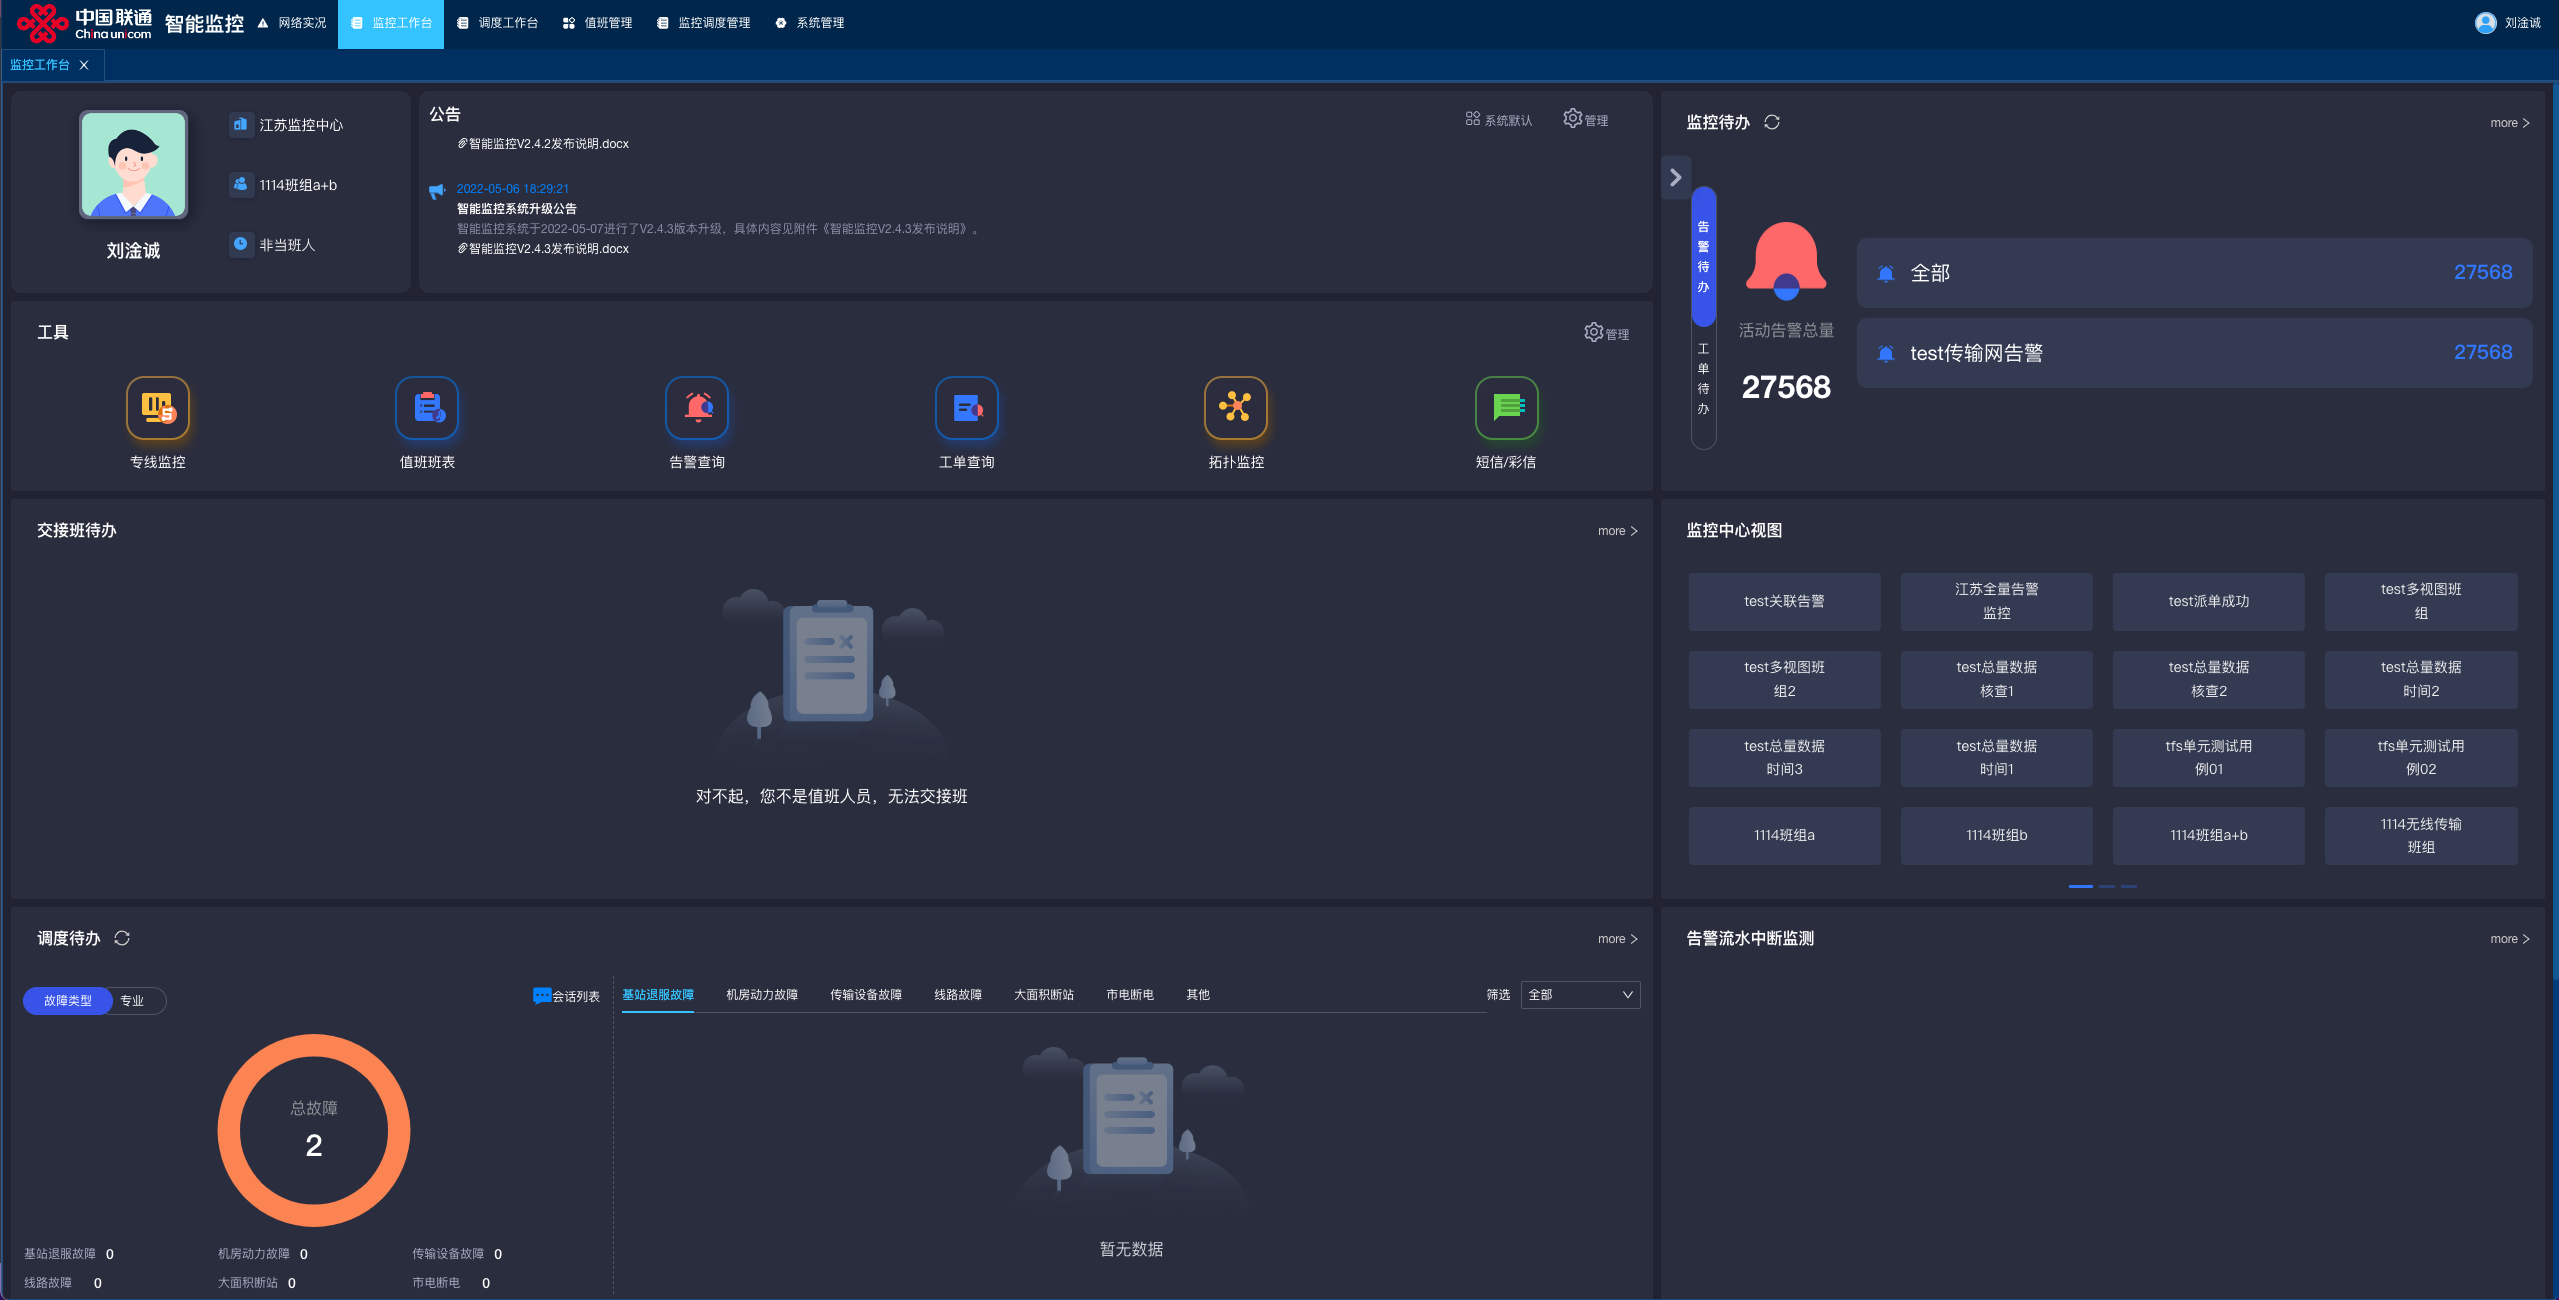 中国联通
China unicom
智能监控
网络实况
监控工作台
调度工作台
值班管理
监控调度管理
系统管理
刘淦诚
监控工作台
刘淦诚
江苏监控中心
1114班组a+b
非当班人
公告
系统默认
管理
智能监控V2.4.2发布说明.docx
2022-05-06 18:29:21
智能监控系统升级公告
智能监控系统于2022-05-07进行了V2.4.3版本升级，具体内容见附件《智能监控V2.4.3发布说明》。
智能监控V2.4.3发布说明.docx
工具
管理
专线监控
值班班表
告警查询
工单查询
拓扑监控
短信/彩信
监控待办
more
告警待办
工单待办
活动告警总量
27568
全部
27568
test传输网告警
27568
交接班待办
more
对不起，您不是值班人员，无法交接班
监控中心视图
test关联告警
江苏全量告警
监控
test派单成功
test多视图班
组
test多视图班
组2
test总量数据
核查1
test总量数据
核查2
test总量数据
时间2
test总量数据
时间3
test总量数据
时间1
tfs单元测试用
例01
tfs单元测试用
例02
1114班组a
1114班组b
1114班组a+b
1114无线传输
班组
调度待办
more
故障类型
专业
会话列表
总故障
2
基站退服故障 0
机房动力故障 0
传输设备故障 0
线路故障 0
大面积断站 0
市电断电 0
基站退服故障
机房动力故障
传输设备故障
线路故障
大面积断站
市电断电
其他
筛选
全部
暂无数据
告警流水中断监测
more